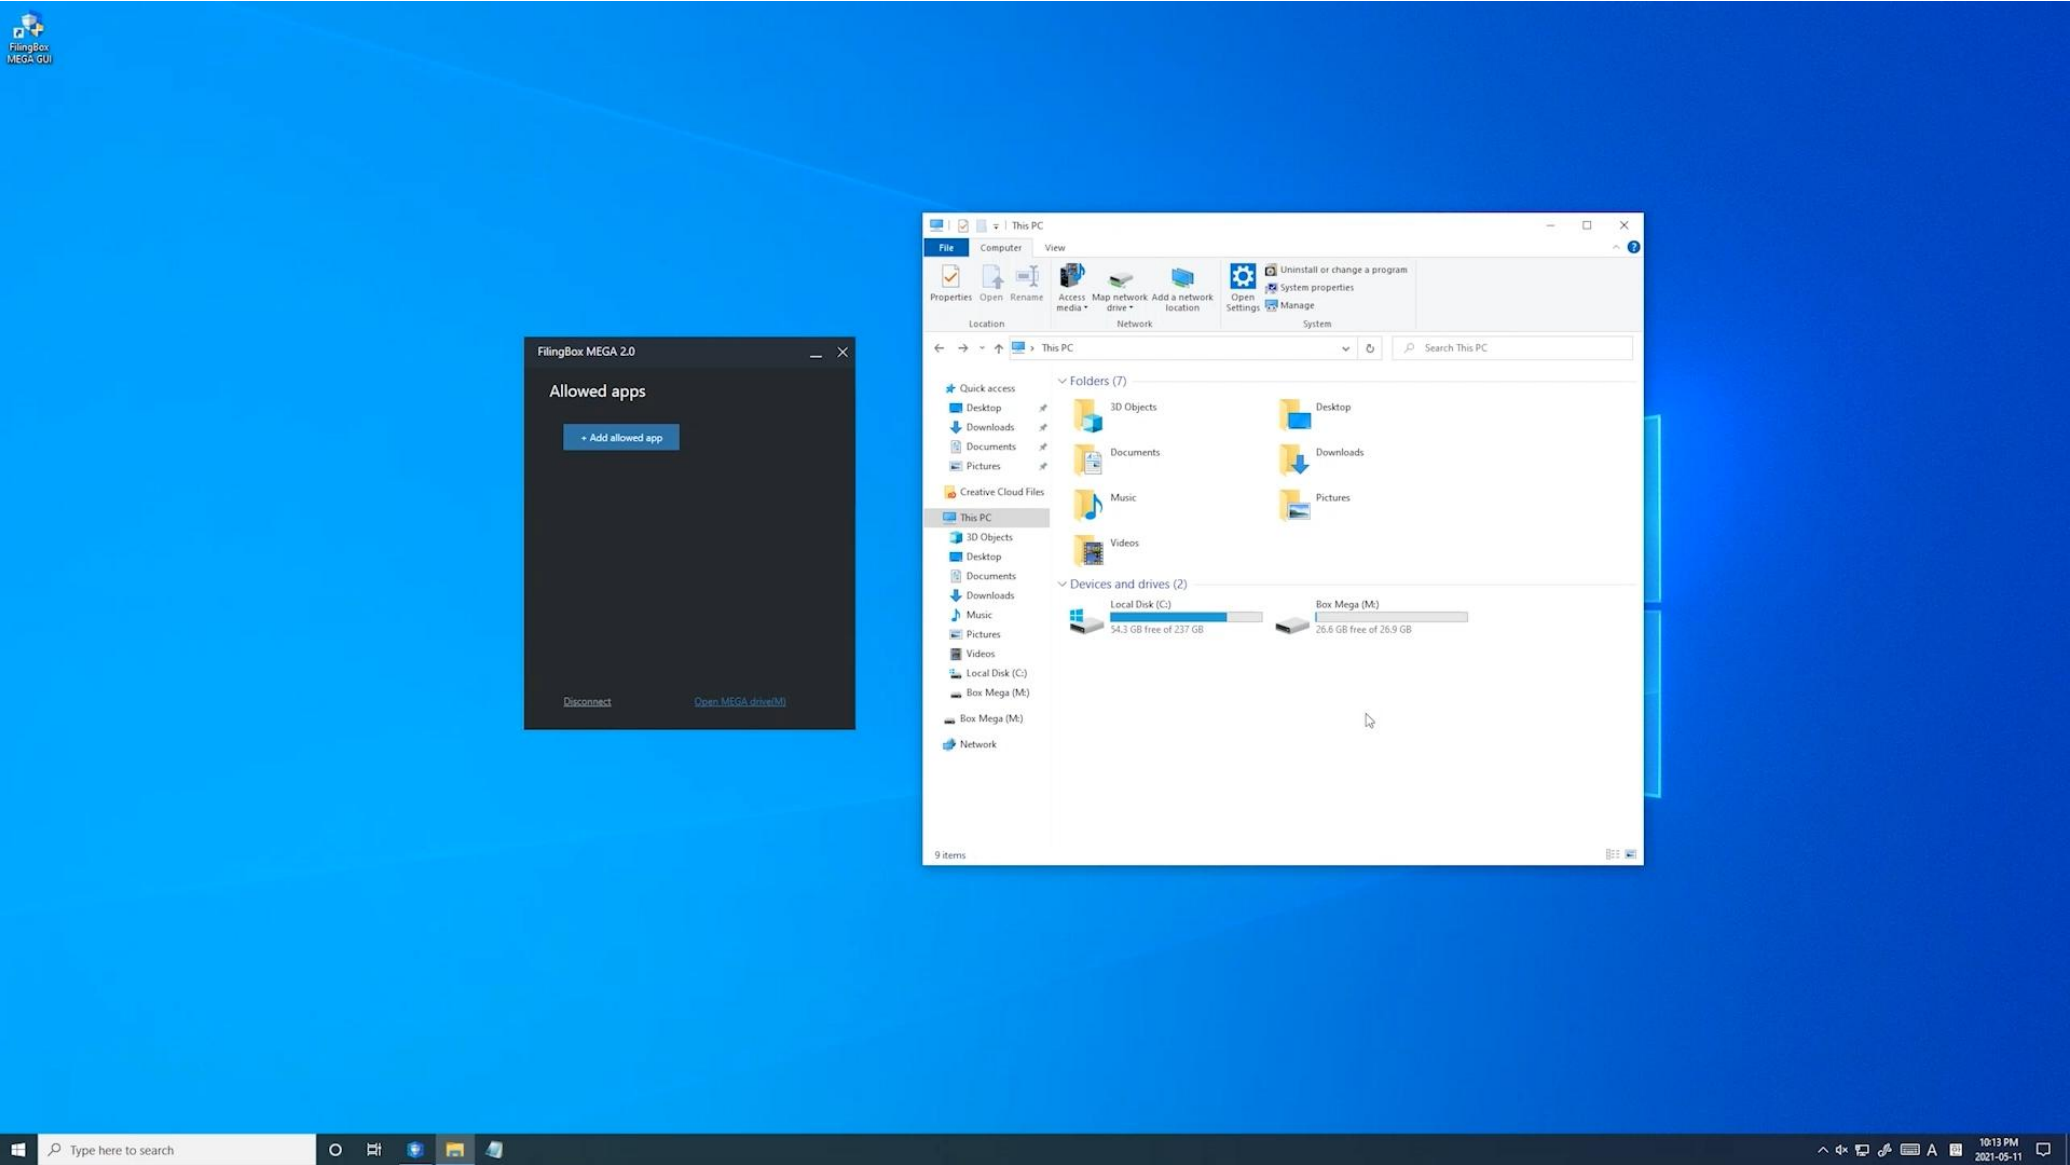 FilingBox
MEGA GUI
FilingBox MEGA 2.0
Allowed apps
+ Add allowed app
Disconnect
Open MEGA drive(M)
This PC
File
Computer
View
Properties
Open
Rename
Location
Access
media
Map network
drive
Add a network
location
Network
Open
Settings
Uninstall or change a program
System properties
Manage
System
This PC
Search This PC
Quick access
Desktop
Downloads
Documents
Pictures
Creative Cloud Files
This PC
3D Objects
Desktop
Documents
Downloads
Music
Pictures
Videos
Local Disk (C:)
Box Mega (M:)
Box Mega (M:)
Network
Folders (7)
3D Objects
Desktop
Documents
Downloads
Music
Pictures
Videos
Devices and drives (2)
Local Disk (C:)
54.3 GB free of 237 GB
Box Mega (M:)
26.6 GB free of 26.9 GB
9 items
Type here to search
A
10:13 PM
2021-05-11